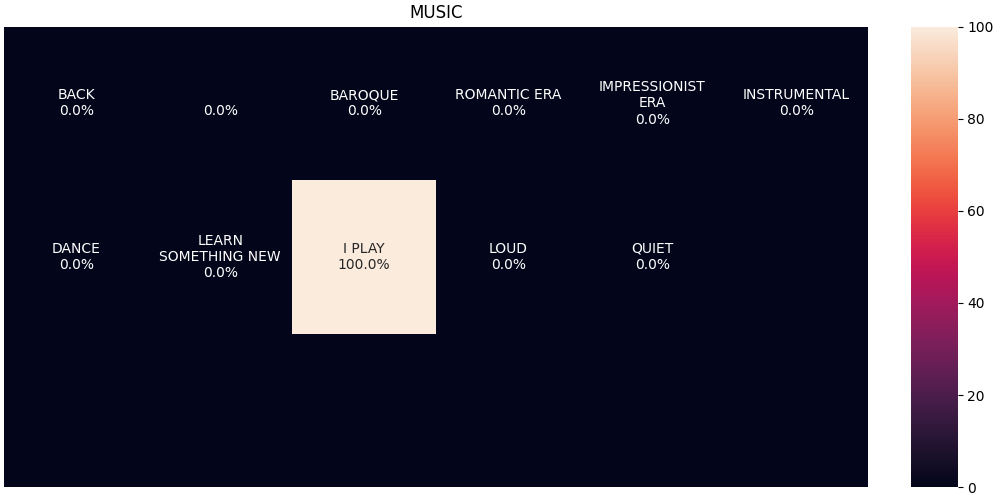 MUSIC
BACK
0.0%
0.0%
BAROQUE
0.0%
ROMANTIC ERA
0.0%
IMPRESSIONIST
ERA
0.0%
INSTRUMENTAL
0.0%
DANCE
0.0%
LEARN
SOMETHING NEW
0.0%
I PLAY
100.0%
LOUD
0.0%
QUIET
0.0%
100
80
60
40
20
0